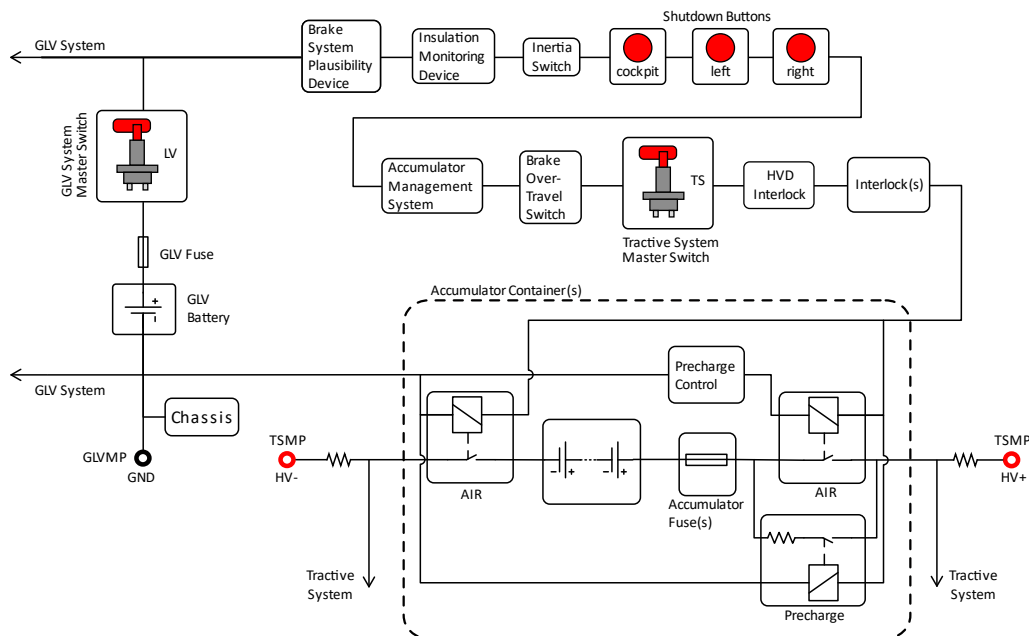 Shutdown Buttons
GLV System
Brake
System
Plausibility
Device
Insulation
Monitoring
Device
Inertia
Switch
cockpit
left
right
GLV System
Master Switch
LV
Accumulator
Management
System
Brake
Over-
Travel
Switch
TS
HVD
Interlock
Interlock(s)
Tractive System
Master Switch
GLV Fuse
GLV
Battery
+
-
Accumulator Container(s)
GLV System
Precharge
Control
Chassis
GLVMP
GND
TSMP
HV-
AIR
- +
- +
Accumulator
Fuse(s)
AIR
TSMP
HV+
Tractive
System
Precharge
Tractive
System